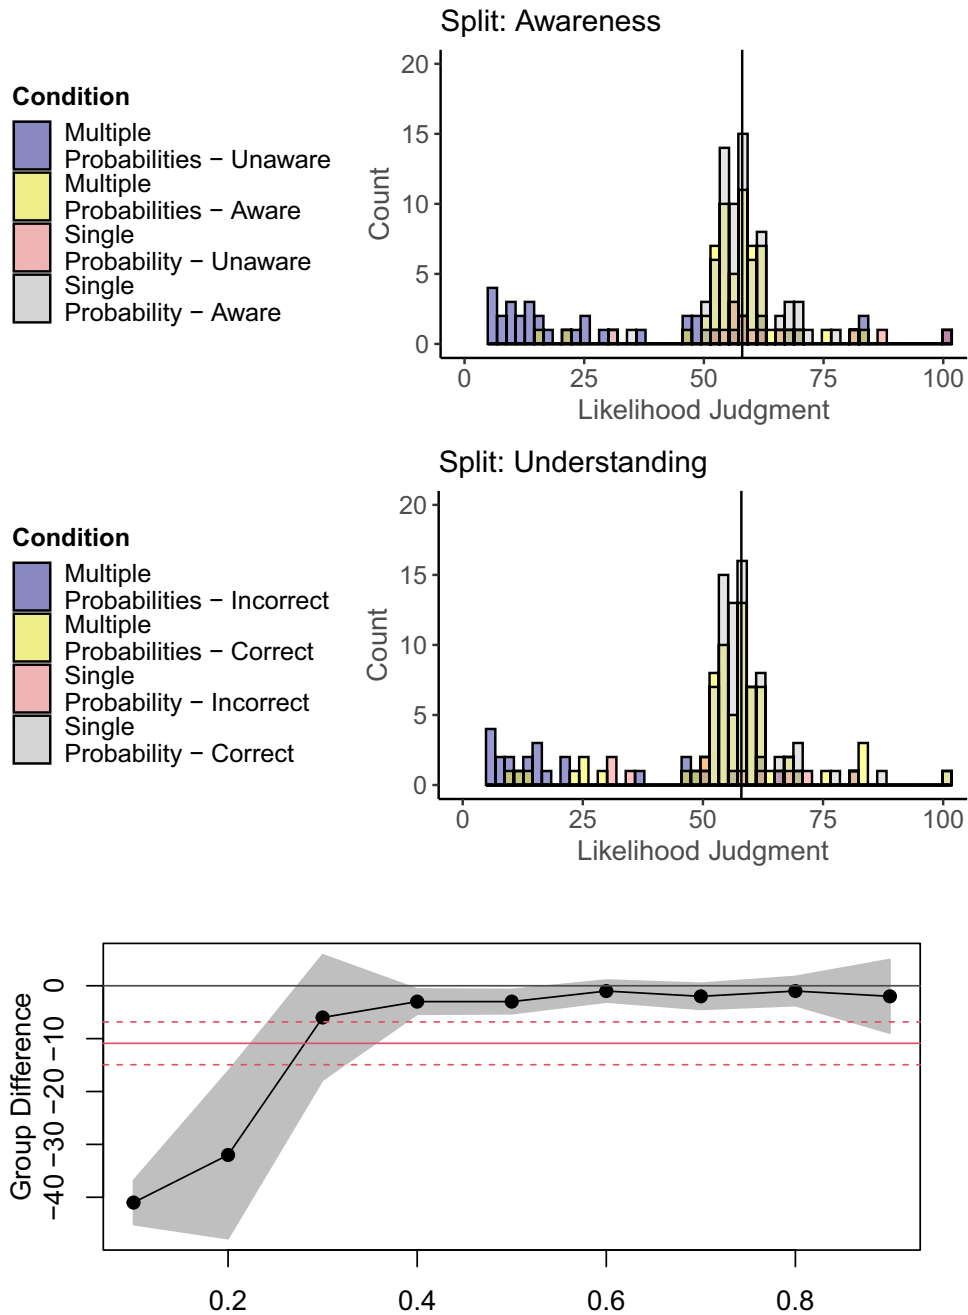 Split: Awareness
Condition
Multiple
Probabilities − Unaware
Multiple
Probabilities − Aware
Single
Probability − Unaware
Single
Probability − Aware
Count
20
15
10
5
0
0 25 50 75 100
Likelihood Judgment
Split: Understanding
Condition
Multiple
Probabilities − Incorrect
Multiple
Probabilities − Correct
Single
Probability − Incorrect
Single
Probability − Correct
Count
20
15
10
5
0
0 25 50 75 100
Likelihood Judgment
Group Difference
−40 −30 −20 −10 0
0.2 0.4 0.6 0.8